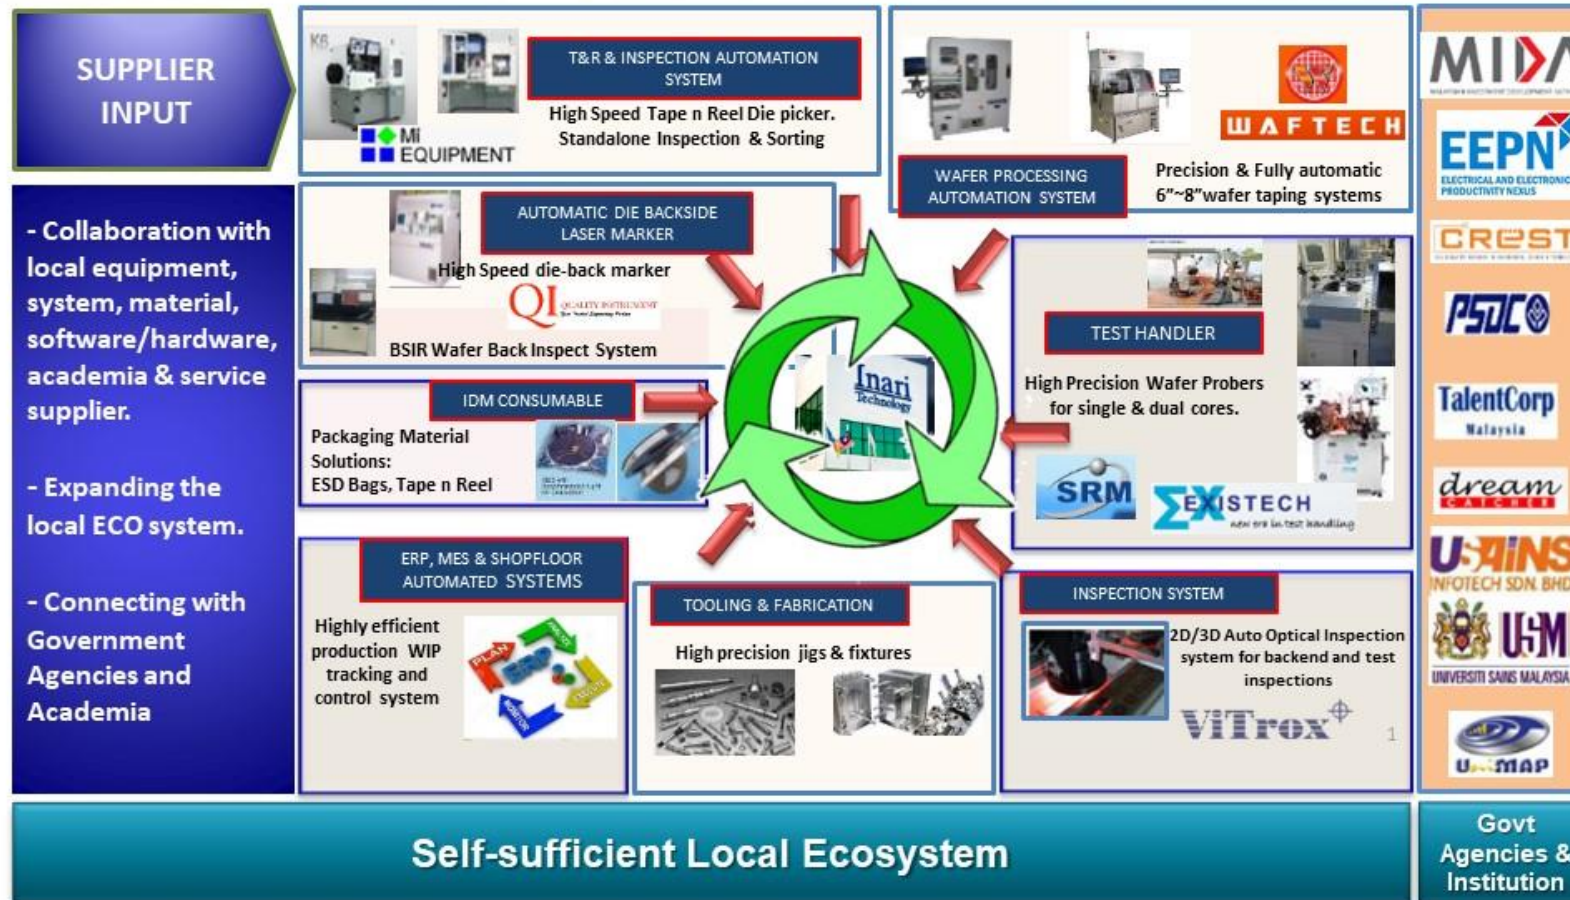 SUPPLIER
INPUT
- Collaboration with
local equipment,
system, material,
software/hardware,
academia & service
supplier.
- Expanding the
local ECO system.
- Connecting with
Government
Agencies and
Academia
K6
T&R & INSPECTION AUTOMATION
SYSTEM
High Speed Tape n Reel Die picker.
Standalone Inspection & Sorting
Mi
EQUIPMENT
WAFTECH
WAFER PROCESSING
AUTOMATION SYSTEM
Precision & Fully automatic
6"~8"wafer taping systems
AUTOMATIC DIE BACKSIDE
LASER MARKER
High Speed die-back marker
QI QUALITY INSTRUMENT
BSIR Wafer Back Inspect System
TEST HANDLER
High Precision Wafer Probers
for single & dual cores.
SRM
EXISTECH
new era in test handling
Inari
Technology
IDM CONSUMABLE
Packaging Material
Solutions:
ESD Bags, Tape n Reel
ERP, MES & SHOPFLOOR
AUTOMATED SYSTEMS
Highly efficient
production WIP
tracking and
control system
PLAN
ERP
MONITOR
TOOLING & FABRICATION
High precision jigs & fixtures
INSPECTION SYSTEM
2D/3D Auto Optical Inspection
system for backend and test
inspections
ViTrox
1
MIDA
EEPN
ELECTRICAL AND ELECTRONIC
PRODUCTIVITY NEXUS
CREST
PSDC
TalentCorp
Malaysia
dream
CATCHER
USAINS
INFOTECH SDN. BHD
USM
UNIVERSITI SAINS MALAYSIA
UniMAP
Self-sufficient Local Ecosystem
Govt
Agencies &
Institution